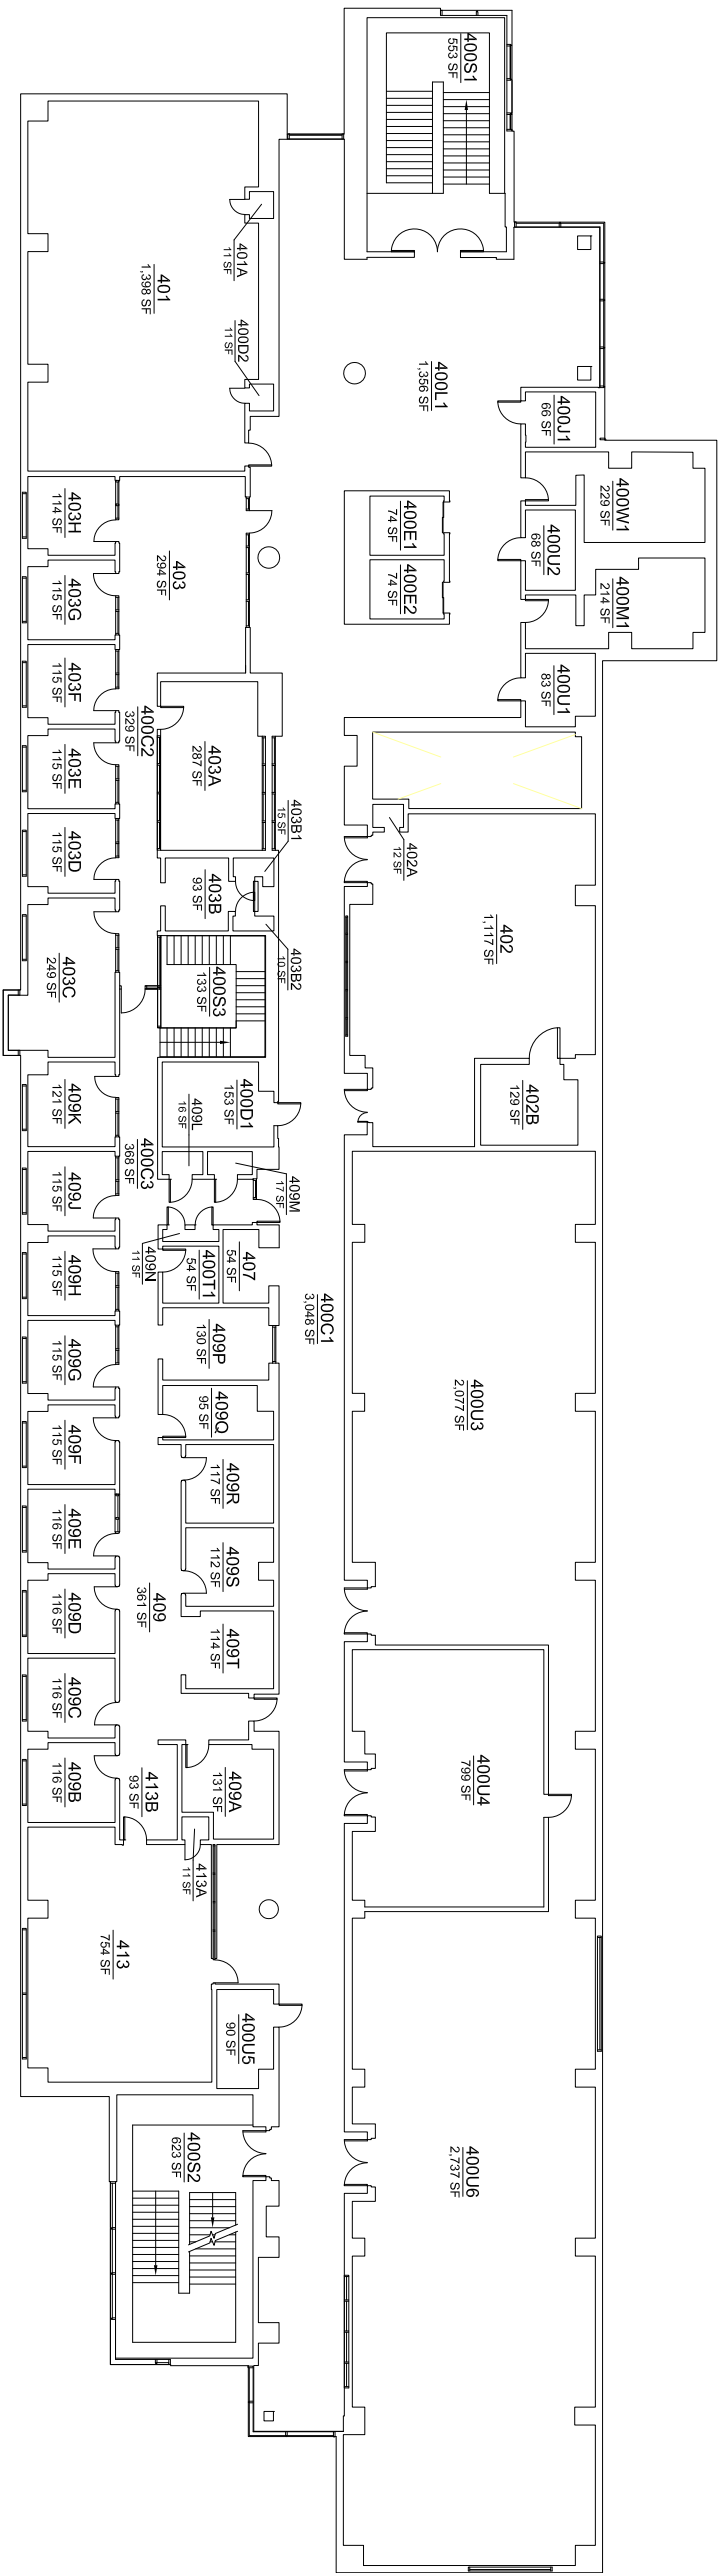 400S1
553 SF
401A
11 SF
401
1,398 SF
400D2
11 SF
400L1
1,356 SF
400J1
66 SF
400W1
229 SF
400U2
68 SF
400M1
214 SF
400U1
83 SF
400E1
74 SF
400E2
74 SF
403H
114 SF
403
294 SF
403G
115 SF
403F
115 SF
400C2
329 SF
403E
115 SF
403A
287 SF
403D
115 SF
403B1
15 SF
403B
93 SF
403B2
10 SF
402A
12 SF
402
1,117 SF
403C
249 SF
400S3
133 SF
402B
129 SF
409K
121 SF
400D1
153 SF
409L
16 SF
400C3
368 SF
409J
115 SF
409M
17 SF
409H
115 SF
409N
11 SF
400T1
54 SF
407
54 SF
400C1
3,048 SF
409G
115 SF
409P
130 SF
400U3
2,077 SF
409F
115 SF
409Q
95 SF
409E
116 SF
409R
117 SF
409D
116 SF
409S
112 SF
409
361 SF
409C
116 SF
409T
114 SF
409B
116 SF
413B
93 SF
409A
131 SF
400U4
799 SF
413A
11 SF
413
754 SF
400U5
90 SF
400S2
623 SF
400U6
2,737 SF